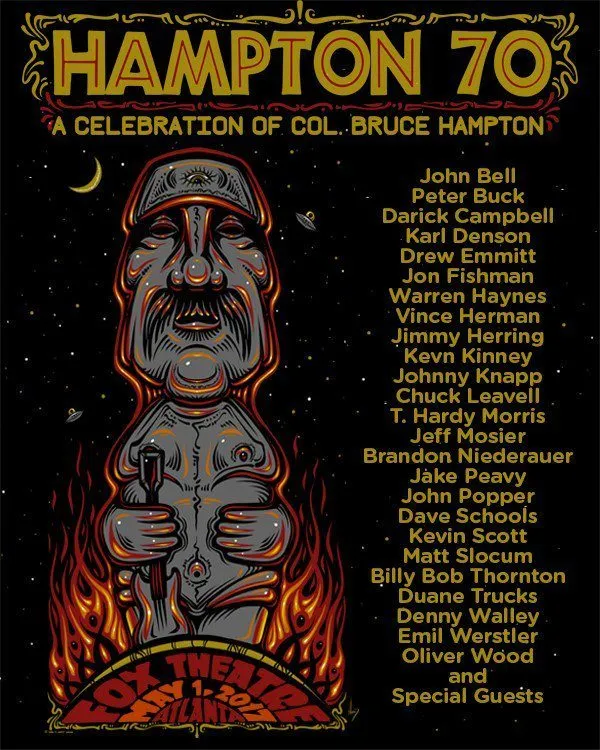 HAMPTON 70
A CELEBRATION OF COL. BRUCE HAMPTON
John Bell
Peter Buck
Darick Campbell
Karl Denson
Drew Emmitt
Jon Fishman
Warren Haynes
Vince Herman
Jimmy Herring
Kevn Kinney
Johnny Knapp
Chuck Leavell
T. Hardy Morris
Jeff Mosier
Brandon Niederauer
Jake Peavy
John Popper
Dave Schools
Kevin Scott
Matt Slocum
Billy Bob Thornton
Duane Trucks
Denny Walley
Emil Werstler
Oliver Wood
and
Special Guests
FOX THEATRE
MAY 1, 2017
ATLANTA